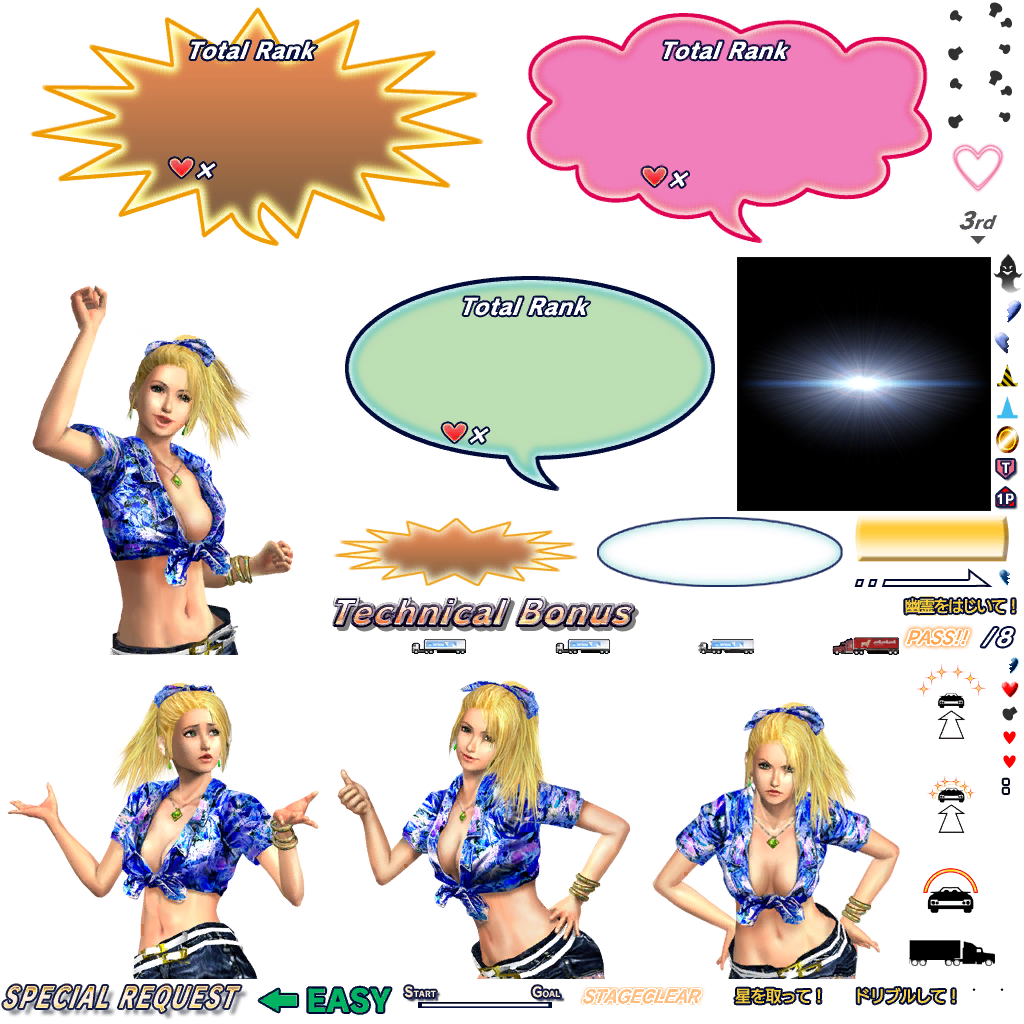 Total Rank
×
Total Rank
×
3rd
Total Rank
×
T
1P
Technical Bonus
幽霊をはじいて！
PASS!!
/8
SPECIAL REQUEST
EASY
START
GOAL
STAGECLEAR
星を取って！
ドリブルして！